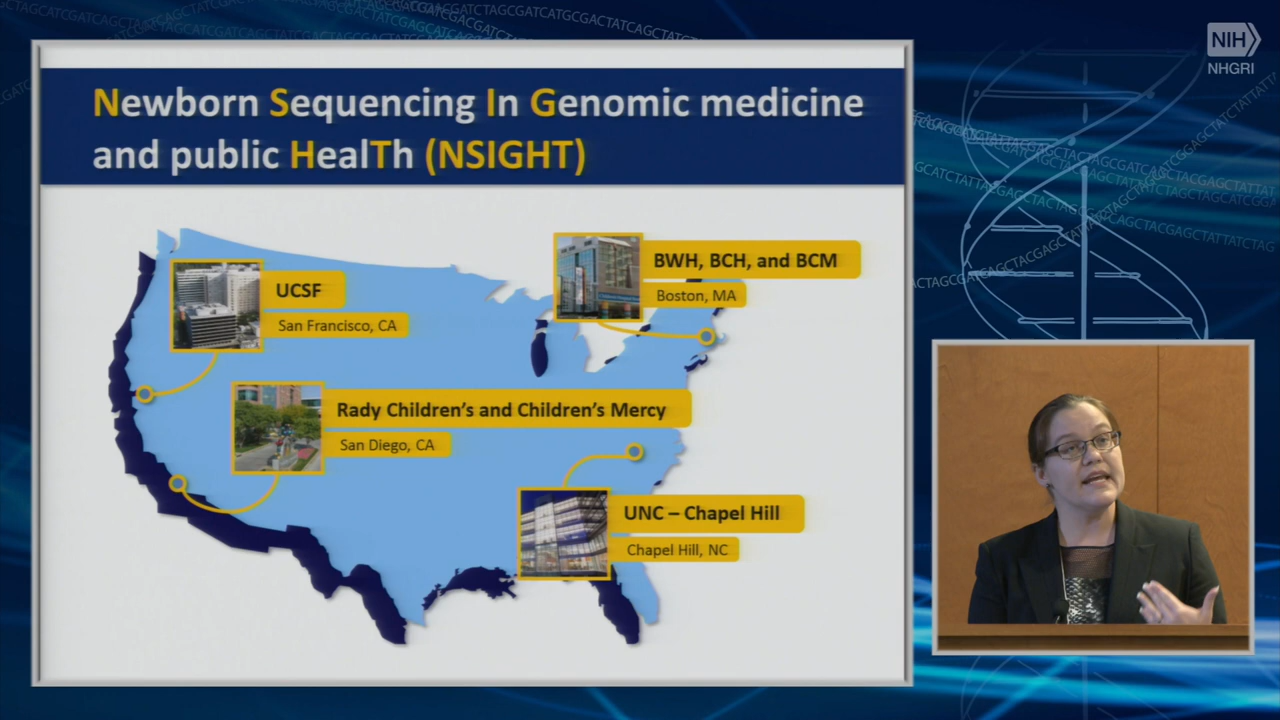 Newborn Sequencing In Genomic medicine
and public HealTh (NSIGHT)
UCSF
San Francisco, CA
BWH, BCH, and BCM
Boston, MA
Rady Children's and Children's Mercy
San Diego, CA
UNC – Chapel Hill
Chapel Hill, NC
NIH
NHGRI